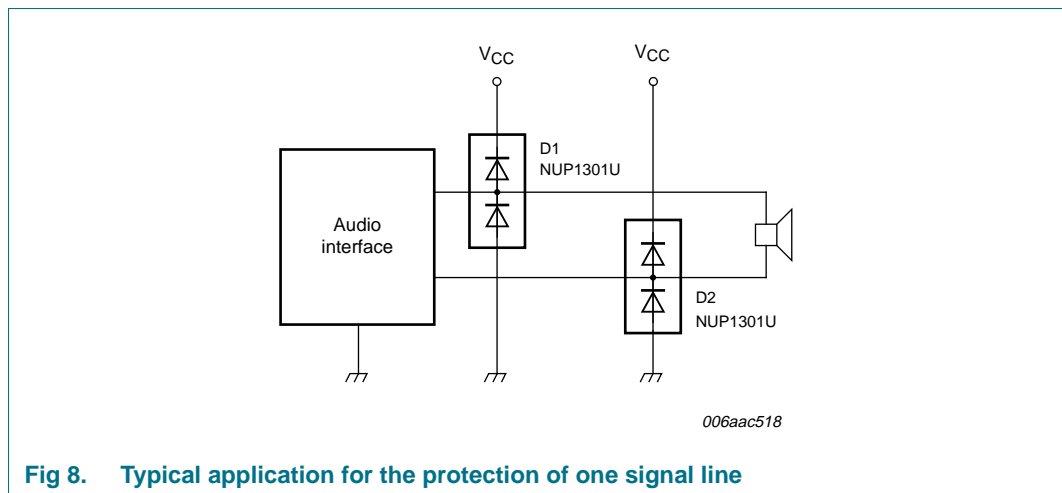 VCC
VCC
D1
NUP1301U
Audio
interface
D2
NUP1301U
006aac518
Fig 8. Typical application for the protection of one signal line